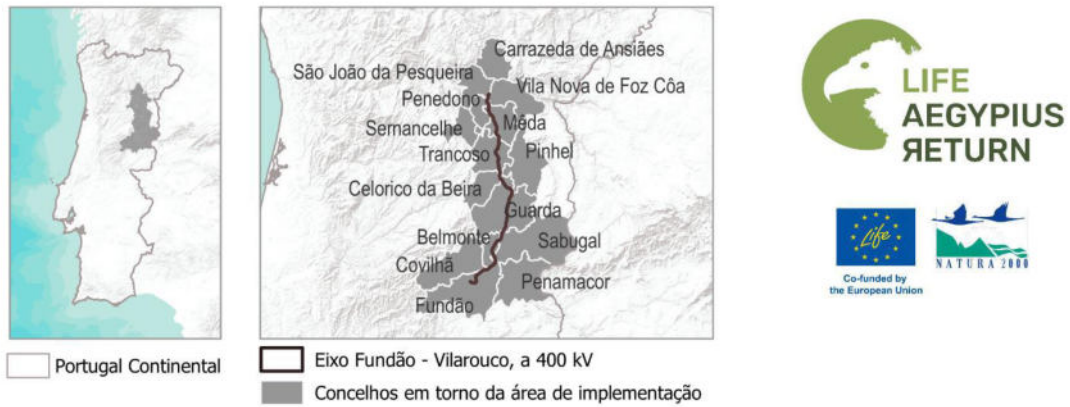 Carrazeda de Ansiães
São João da Pesqueira
Vila Nova de Foz Côa
Penedono
Mêda
Sernancelhe
Trancoso
Pinhel
Celorico da Beira
Guarda
Belmonte
Sabugal
Covilhã
Penamacor
Fundão
Portugal Continental
Eixo Fundão - Vilarouco, a 400 kV
Concelhos em torno da área de implementação
LIFE
AEGYPIUS
RETURN
Life
Co-funded by
the European Union
NATURA 2000